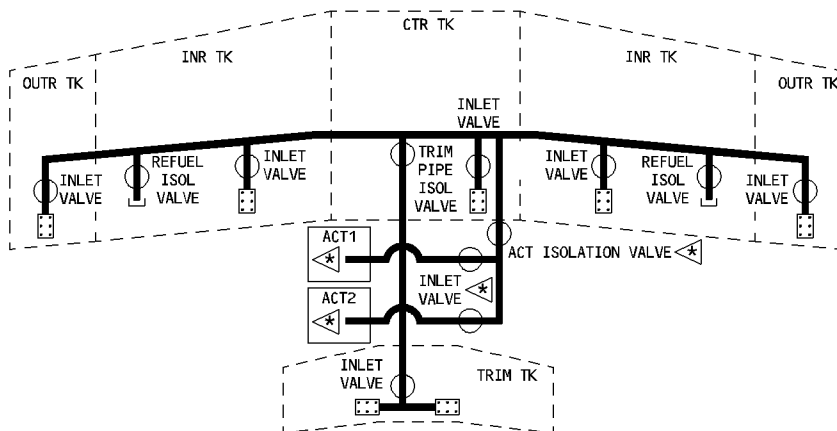 CTR TK
INR TK
INR TK
OUTR TK
OUTR TK
INLET
VALVE
INLET
VALVE
REFUEL
ISOL
VALVE
INLET
VALVE
TRIM
PIPE
ISOL
VALVE
INLET
VALVE
REFUEL
ISOL
VALVE
INLET
VALVE
ACT1
*
ACT ISOLATION VALVE *
INLET
VALVE *
ACT2
*
INLET
VALVE
TRIM TK